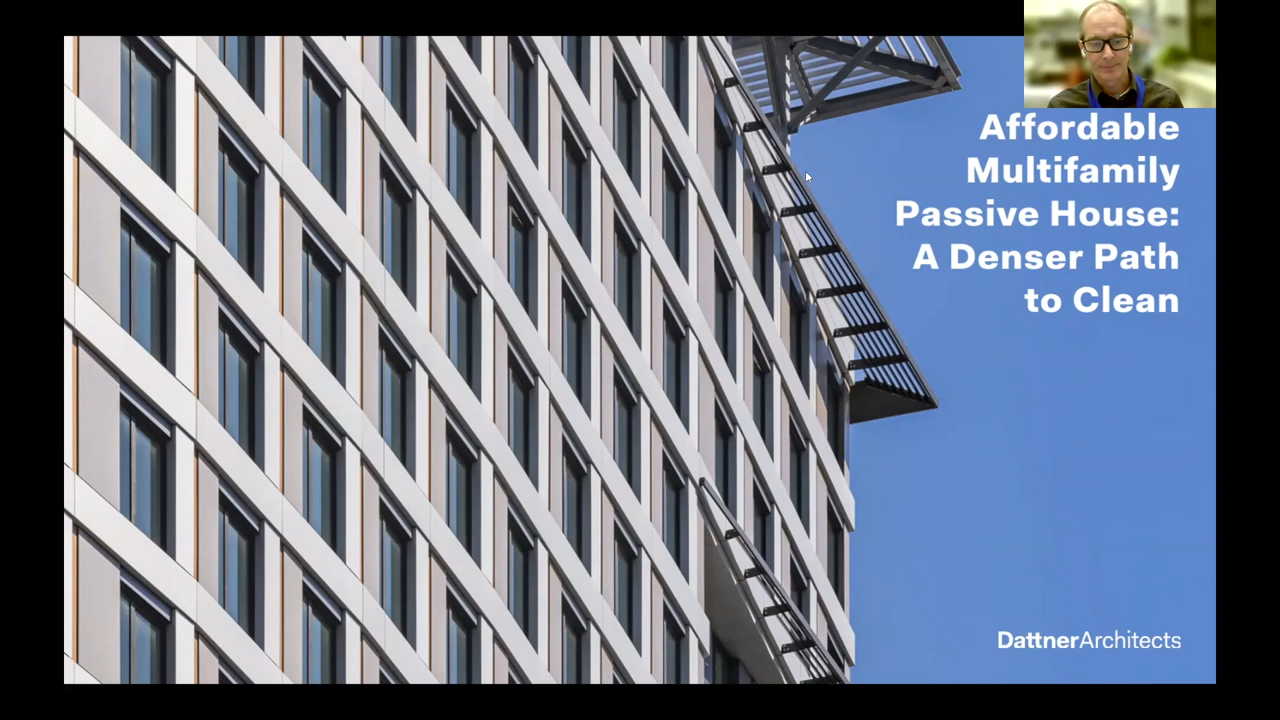 Affordable
Multifamily
Passive House:
A Denser Path
to Clean
DattnerArchitects